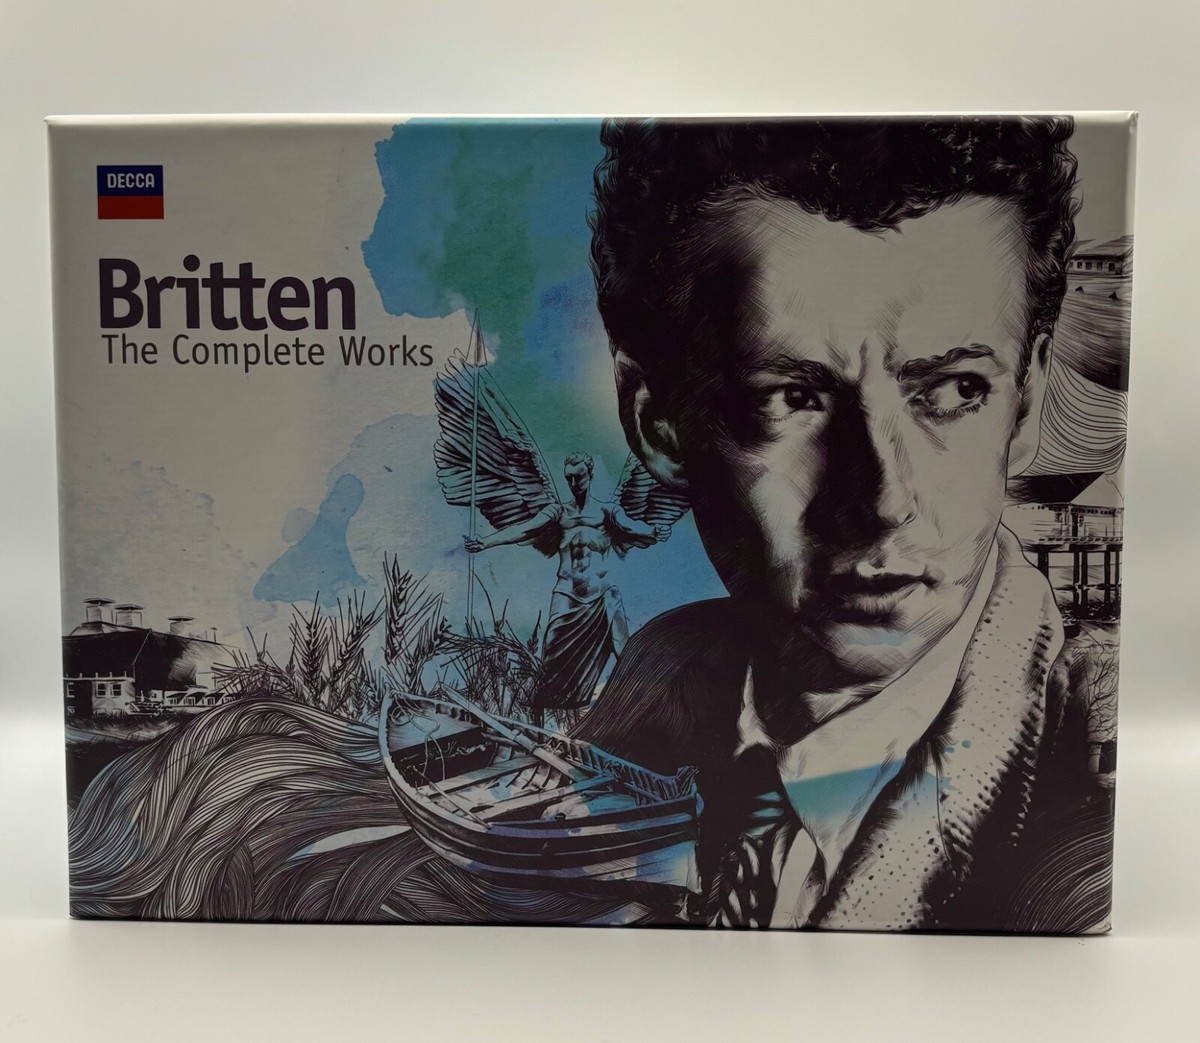 DECCA
Britten
The Complete Works